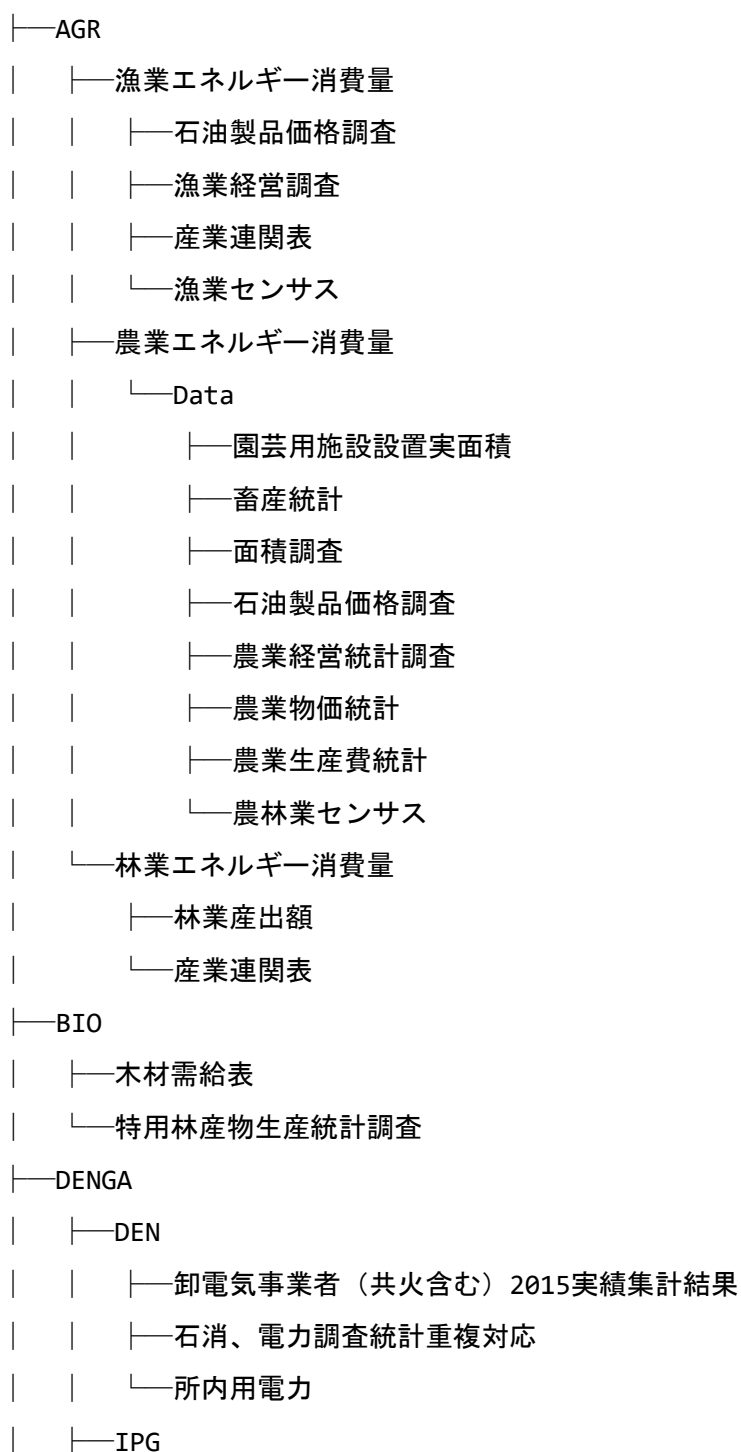 ├──AGR
│   ├──漁業エネルギー消費量
│   │   ├──石油製品価格調査
│   │   ├──漁業経営調査
│   │   ├──産業連関表
│   │   └──漁業センサス
│   ├──農業エネルギー消費量
│   │   └──Data
│   │       ├──園芸用施設設置実面積
│   │       ├──畜産統計
│   │       ├──面積調査
│   │       ├──石油製品価格調査
│   │       ├──農業経営統計調査
│   │       ├──農業物価統計
│   │       ├──農業生産費統計
│   │       └──農林業センサス
│   └──林業エネルギー消費量
│       ├──林業産出額
│       └──産業連関表
├──BIO
│   ├──木材需給表
│   └──特用林産物生産統計調査
├──DENGA
│   ├──DEN
│   │   ├──卸電気事業者（共火含む）2015実績集計結果
│   │   ├──石消、電力調査統計重複対応
│   │   └──所内用電力
│   ├──IPG